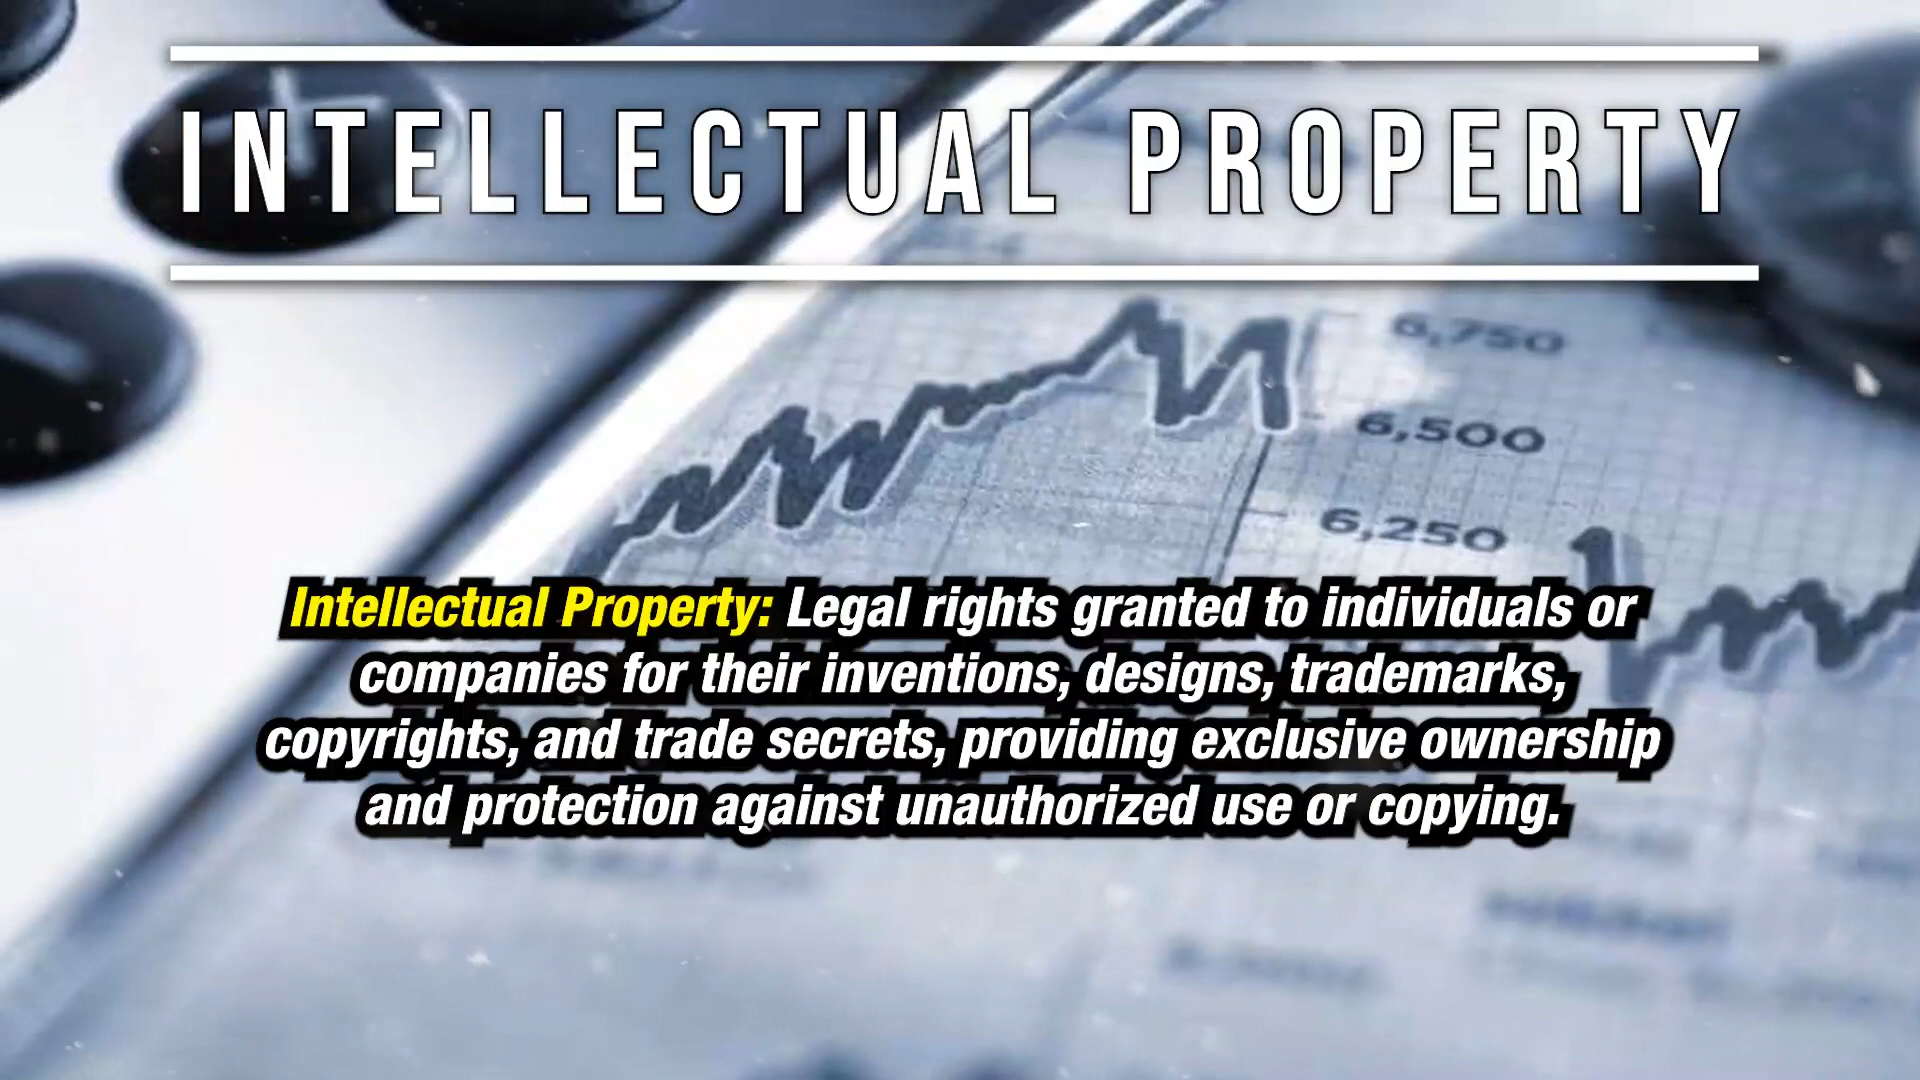 INTELLECTUAL PROPERTY
6,750
6,500
6,250
Intellectual Property: Legal rights granted to individuals or
companies for their inventions, designs, trademarks,
copyrights, and trade secrets, providing exclusive ownership
and protection against unauthorized use or copying.